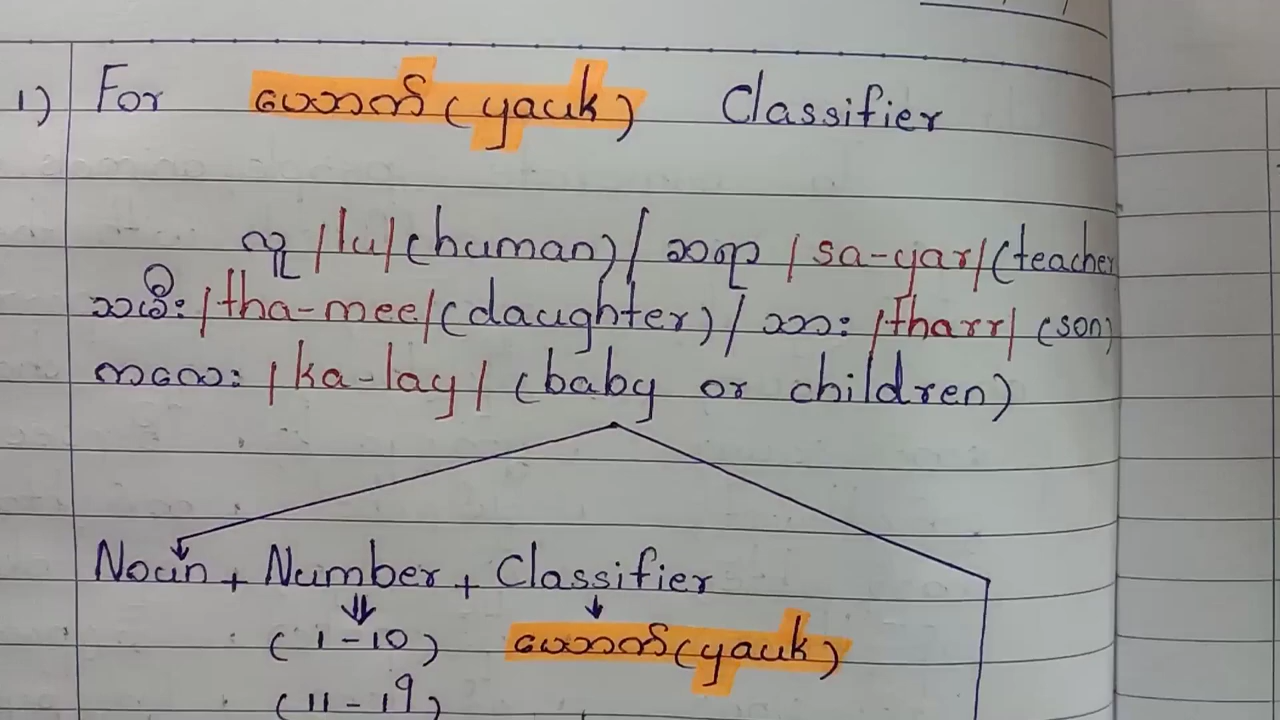 1) For ယောက် (yauk) Classifier
လူ /lu/ (human) / ဆရာ /sa-yar/ (teacher
သမီး /tha-mee/ (daughter) / သား /tharr/ (son)
ကလေး /ka-lay/ (baby or children)
Noun + Number + Classifier
(1-10) ယောက် (yauk)
(11-19)